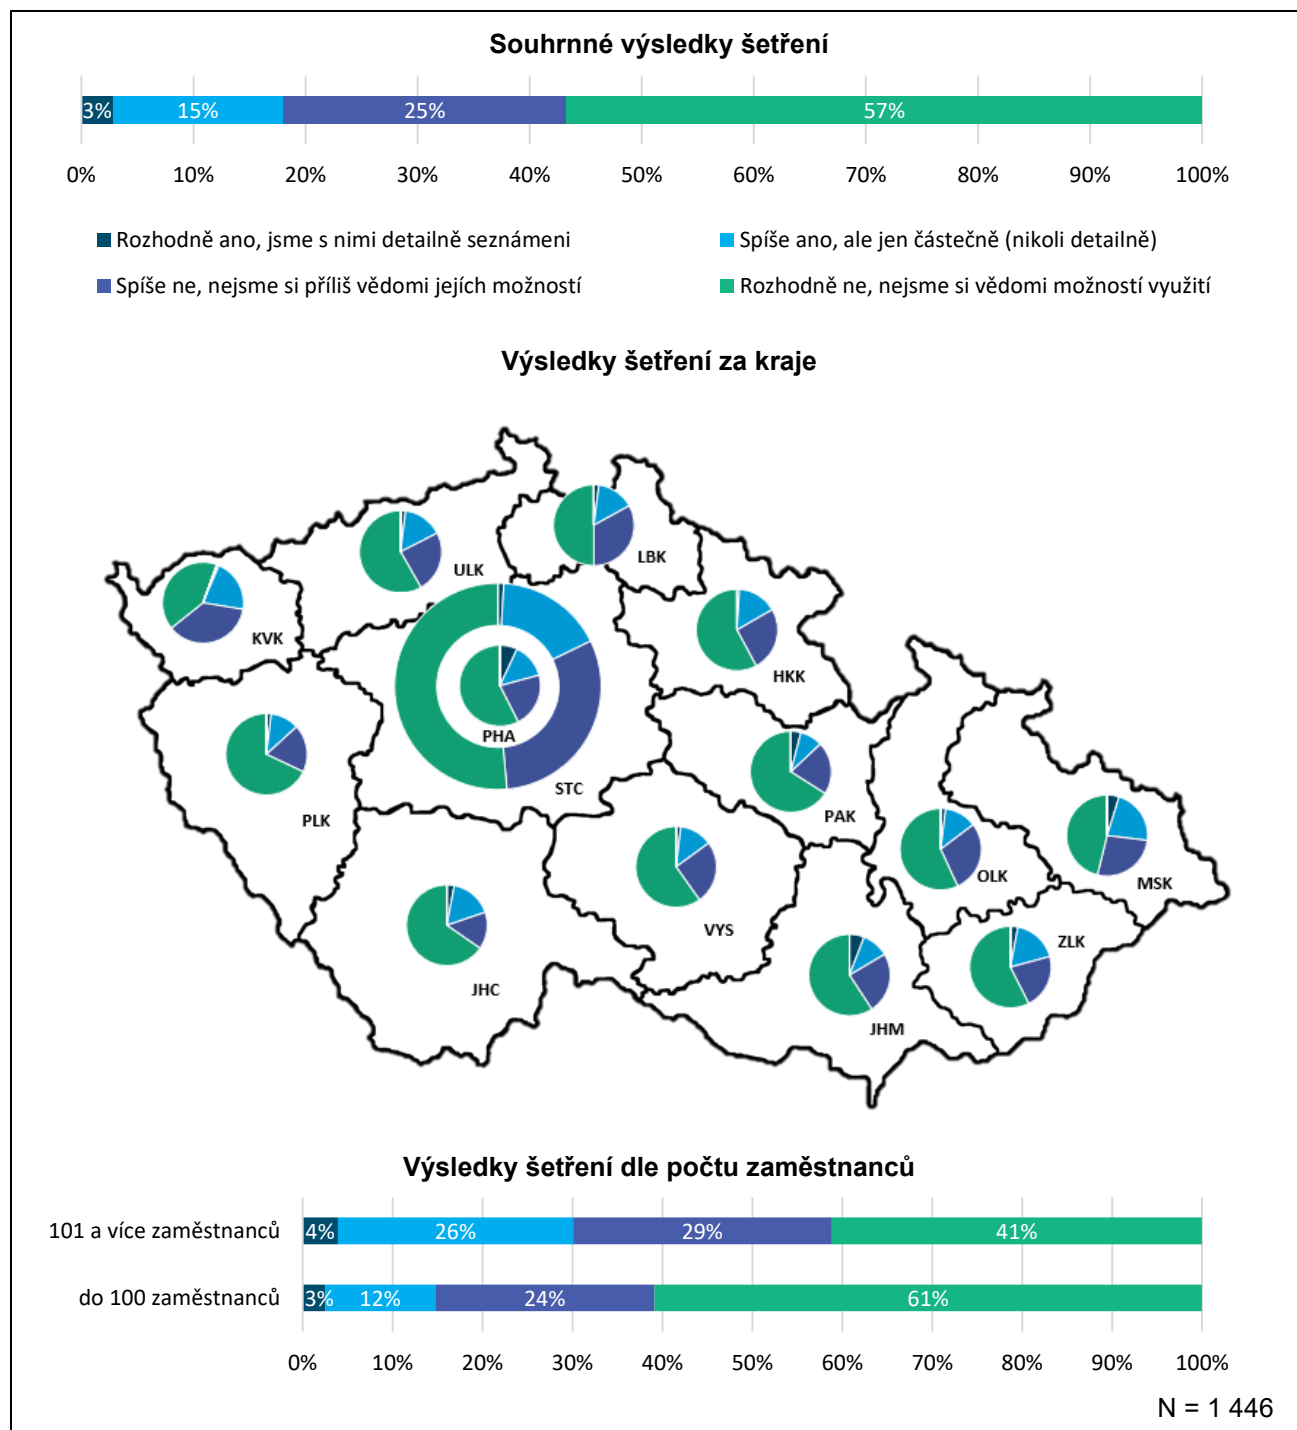 Souhrnné výsledky šetření
3% 15% 25% 57%
0% 10% 20% 30% 40% 50% 60% 70% 80% 90% 100%
Rozhodně ano, jsme s nimi detailně seznámeni
Spíše ano, ale jen částečně (nikoli detailně)
Spíše ne, nejsme si příliš vědomi jejích možností
Rozhodně ne, nejsme si vědomi možností využití
Výsledky šetření za kraje
LBK
ULK
KVK
HKK
PHA
STC
PLK
PAK
OLK
MSK
VYS
ZLK
JHC
JHM
Výsledky šetření dle počtu zaměstnanců
101 a více zaměstnanců 4% 26% 29% 41%
do 100 zaměstnanců 3% 12% 24% 61%
0% 10% 20% 30% 40% 50% 60% 70% 80% 90% 100%
N = 1 446